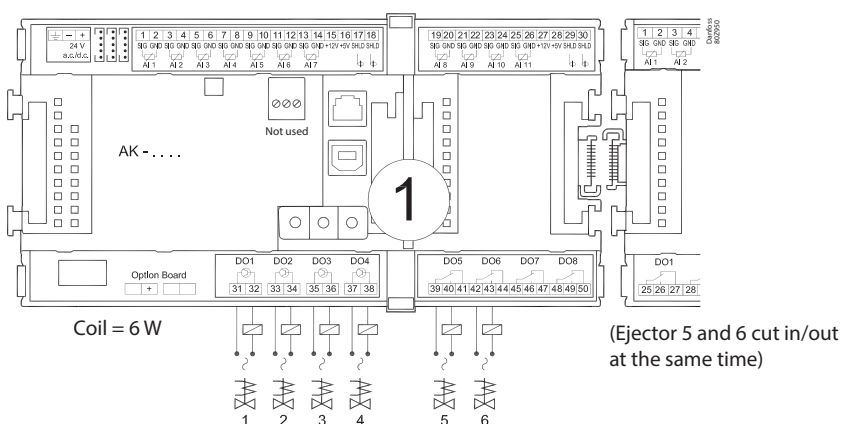 24 V
a.c./d.c.
1 2 3 4 5 6 7 8 9 10 11 12 13 14 15 16 17 18
SIG GND SIG GND SIG GND SIG GND SIG GND SIG GND SIG GND +12V +5V SHLD SHLD
AI 1 AI 2 AI 3 AI 4 AI 5 AI 6 AI 7
19 20 21 22 23 24 25 26 27 28 29 30
SIG GND SIG GND SIG GND SIG GND +12V +5V SHLD SHLD
AI 8 AI 9 AI 10 AI 11
1 2 3 4
SIG GND SIG GND
AI 1 AI 2
Danfoss
80Z950
Not used
AK - . . . .
1
Option Board
+
DO1 DO2 DO3 DO4
31 32 33 34 35 36 37 38
DO5 DO6 DO7 DO8
39 40 41 42 43 44 45 46 47 48 49 50
DO1
25 26 27 28
Coil = 6 W
(Ejector 5 and 6 cut in/out
at the same time)
1 2 3 4 5 6